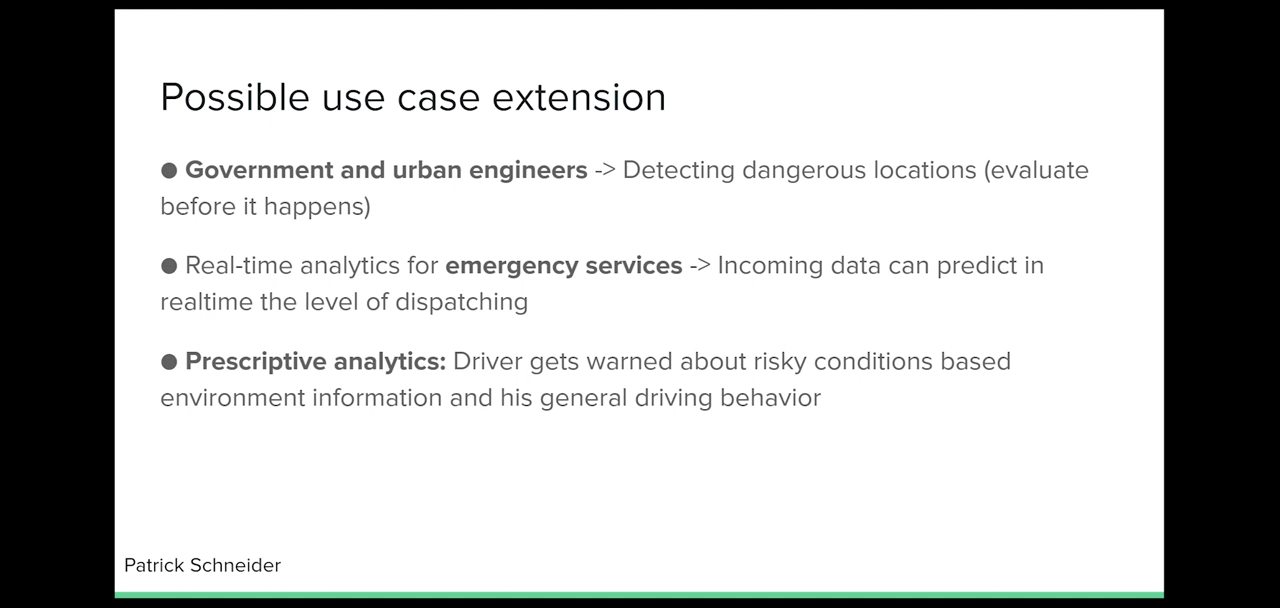 Possible use case extension
● Government and urban engineers -> Detecting dangerous locations (evaluate
before it happens)
● Real-time analytics for emergency services -> Incoming data can predict in
realtime the level of dispatching
● Prescriptive analytics: Driver gets warned about risky conditions based
environment information and his general driving behavior
Patrick Schneider